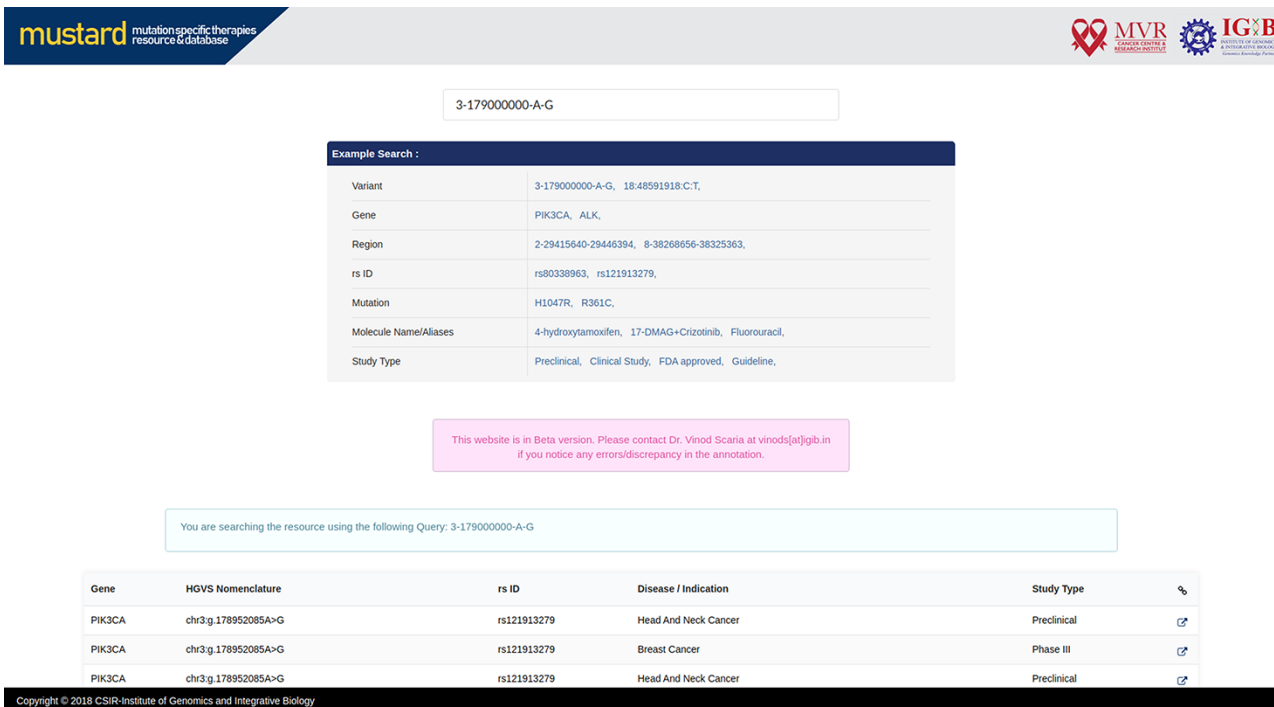 mustard mutation specific therapies
resource & database
MVR
CANCER CENTRE &
RESEARCH INSTITUT
IGIB
INSTITUTE OF GENOMIC
& INTEGRATIVE BIOLOG
Genomics Knowledge Partne
3-179000000-A-G
Example Search :
Variant 3-179000000-A-G, 18:48591918:C:T,
Gene PIK3CA, ALK,
Region 2-29415640-29446394, 8-38268656-38325363,
rs ID rs80338963, rs121913279,
Mutation H1047R, R361C,
Molecule Name/Aliases 4-hydroxytamoxifen, 17-DMAG+Crizotinib, Fluorouracil,
Study Type Preclinical, Clinical Study, FDA approved, Guideline,
This website is in Beta version. Please contact Dr. Vinod Scaria at vinods[at]igib.in
if you notice any errors/discrepancy in the annotation.
You are searching the resource using the following Query: 3-179000000-A-G
Gene HGVS Nomenclature rs ID Disease / Indication Study Type
PIK3CA chr3:g.178952085A>G rs121913279 Head And Neck Cancer Preclinical
PIK3CA chr3:g.178952085A>G rs121913279 Breast Cancer Phase III
PIK3CA chr3:g.178952085A>G rs121913279 Head And Neck Cancer Preclinical
Copyright © 2018 CSIR-Institute of Genomics and Integrative Biology